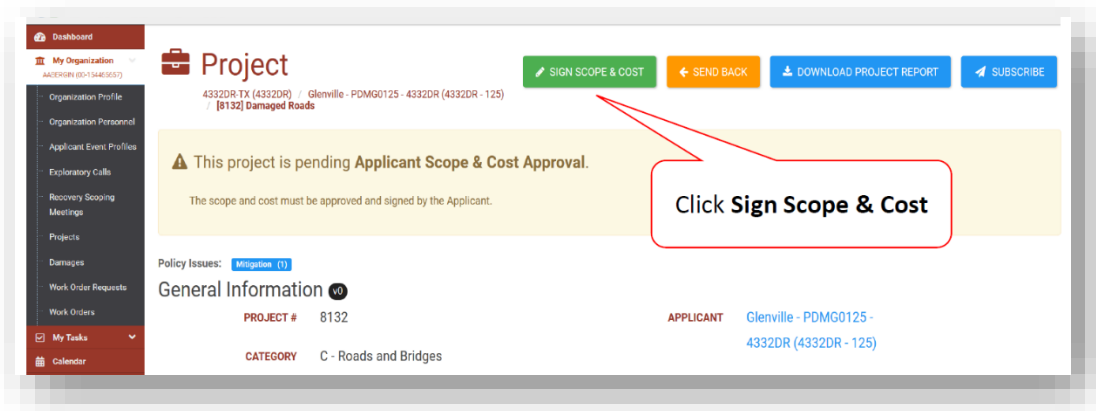 Dashboard
My Organization
Organization Profile
Organization Personnel
Applicant Event Profiles
Exploratory Calls
Recovery Scoping
Meetings
Projects
Damages
Work Order Requests
Work Orders
My Tasks
Calendar
Project
4332DR-TX (4332DR) / Glenville - PDMG0125 - 4332DR (4332DR - 125)
/ [8132] Damaged Roads
SIGN SCOPE & COST
SEND BACK
DOWNLOAD PROJECT REPORT
SUBSCRIBE
This project is pending Applicant Scope & Cost Approval.
The scope and cost must be approved and signed by the Applicant.
Click Sign Scope & Cost
Policy Issues: Mitigation (1)
General Information v0
PROJECT # 8132
APPLICANT Glenville - PDMG0125 -
4332DR (4332DR - 125)
CATEGORY C - Roads and Bridges